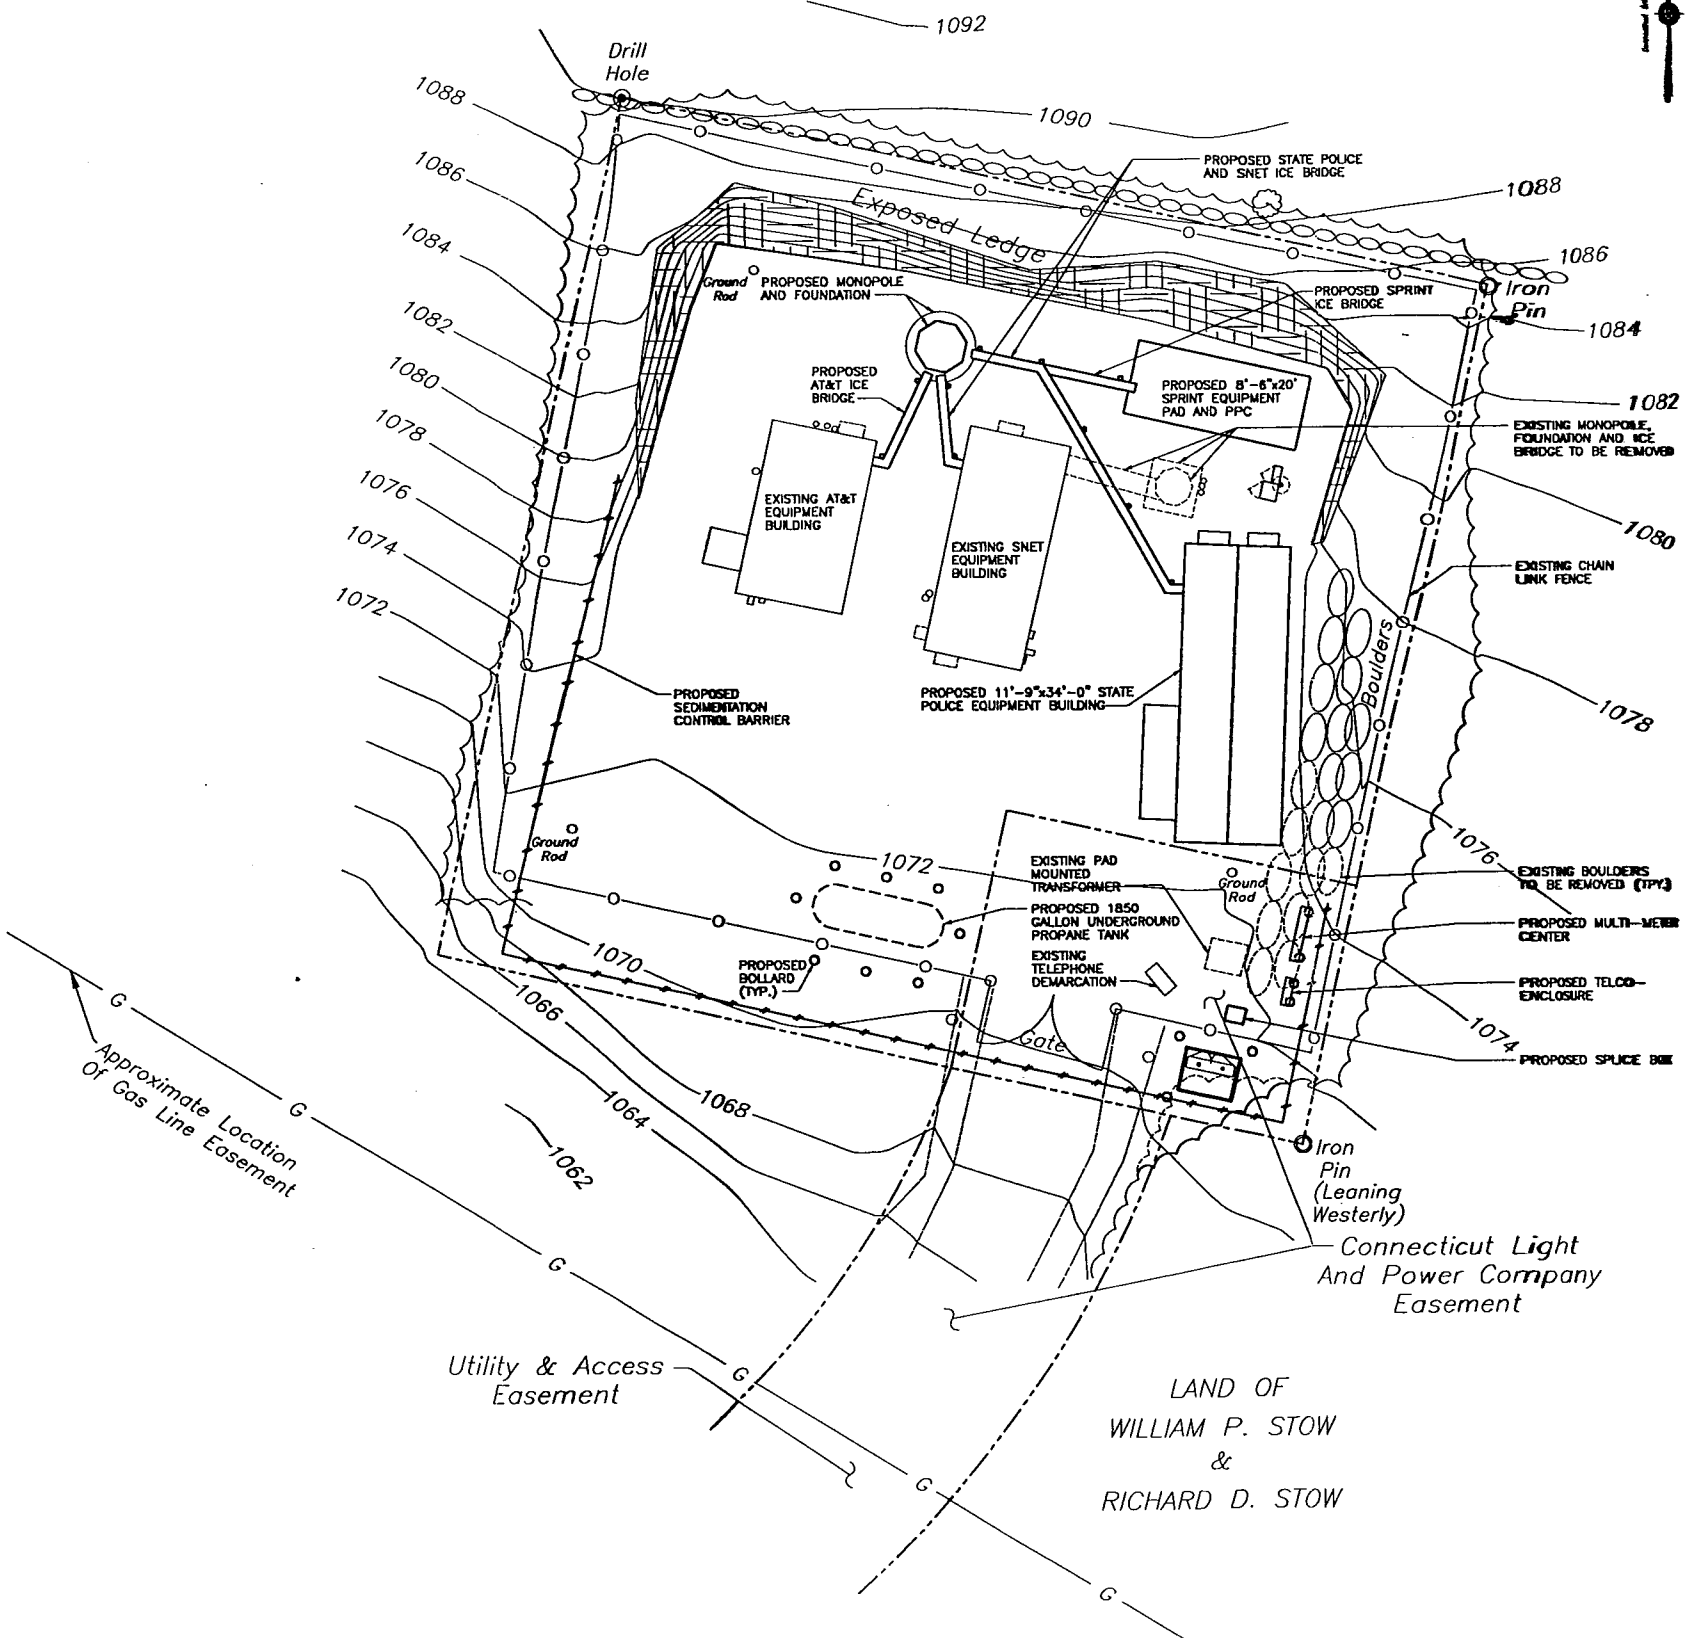 1092
Drill
Hole
1088
1090
1086
PROPOSED STATE POLICE
AND SNET ICE BRIDGE
1088
Exposed Ledge
1084
1086
Ground
Rod
PROPOSED MONOPOLE
AND FOUNDATION
PROPOSED SPRINT
ICE BRIDGE
Iron
Pin
1082
1084
1080
PROPOSED
AT&T ICE
BRIDGE
PROPOSED 8'-6"x20'
SPRINT EQUIPMENT
PAD AND PPC
1082
1078
EXISTING MONOPOLE,
FOUNDATION AND ICE
BRIDGE TO BE REMOVED
1076
EXISTING AT&T
EQUIPMENT
BUILDING
1074
EXISTING SNET
EQUIPMENT
BUILDING
1080
EXISTING CHAIN
LINK FENCE
1072
Boulders
PROPOSED
SEDIMENTATION
CONTROL BARRIER
PROPOSED 11'-9"x34'-0" STATE
POLICE EQUIPMENT BUILDING
1078
Ground
Rod
1072
EXISTING PAD
MOUNTED
TRANSFORMER
Ground
Rod
1076
EXISTING BOULDERS
TO BE REMOVED (TPY.)
PROPOSED 1850
GALLON UNDERGROUND
PROPANE TANK
PROPOSED MULTI-METER
CENTER
1070
PROPOSED
BOLLARD
(TYP.)
EXISTING
TELEPHONE
DEMARCATION
PROPOSED TELCO
ENCLOSURE
G
1066
Gate
1074
PROPOSED SPLICE BOX
Approximate Location
Of Gas Line Easement
G
1064
1068
1062
Iron
Pin
(Leaning
Westerly)
G
Connecticut Light
And Power Company
Easement
Utility & Access
Easement
G
LAND OF
WILLIAM P. STOW
&
RICHARD D. STOW
G
G